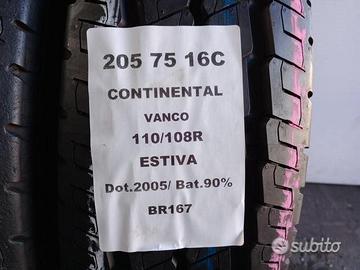 205 75 16C
CONTINENTAL
VANCO
110/108R
ESTIVA
Dot.2005/ Bat.90%
BR167
subito